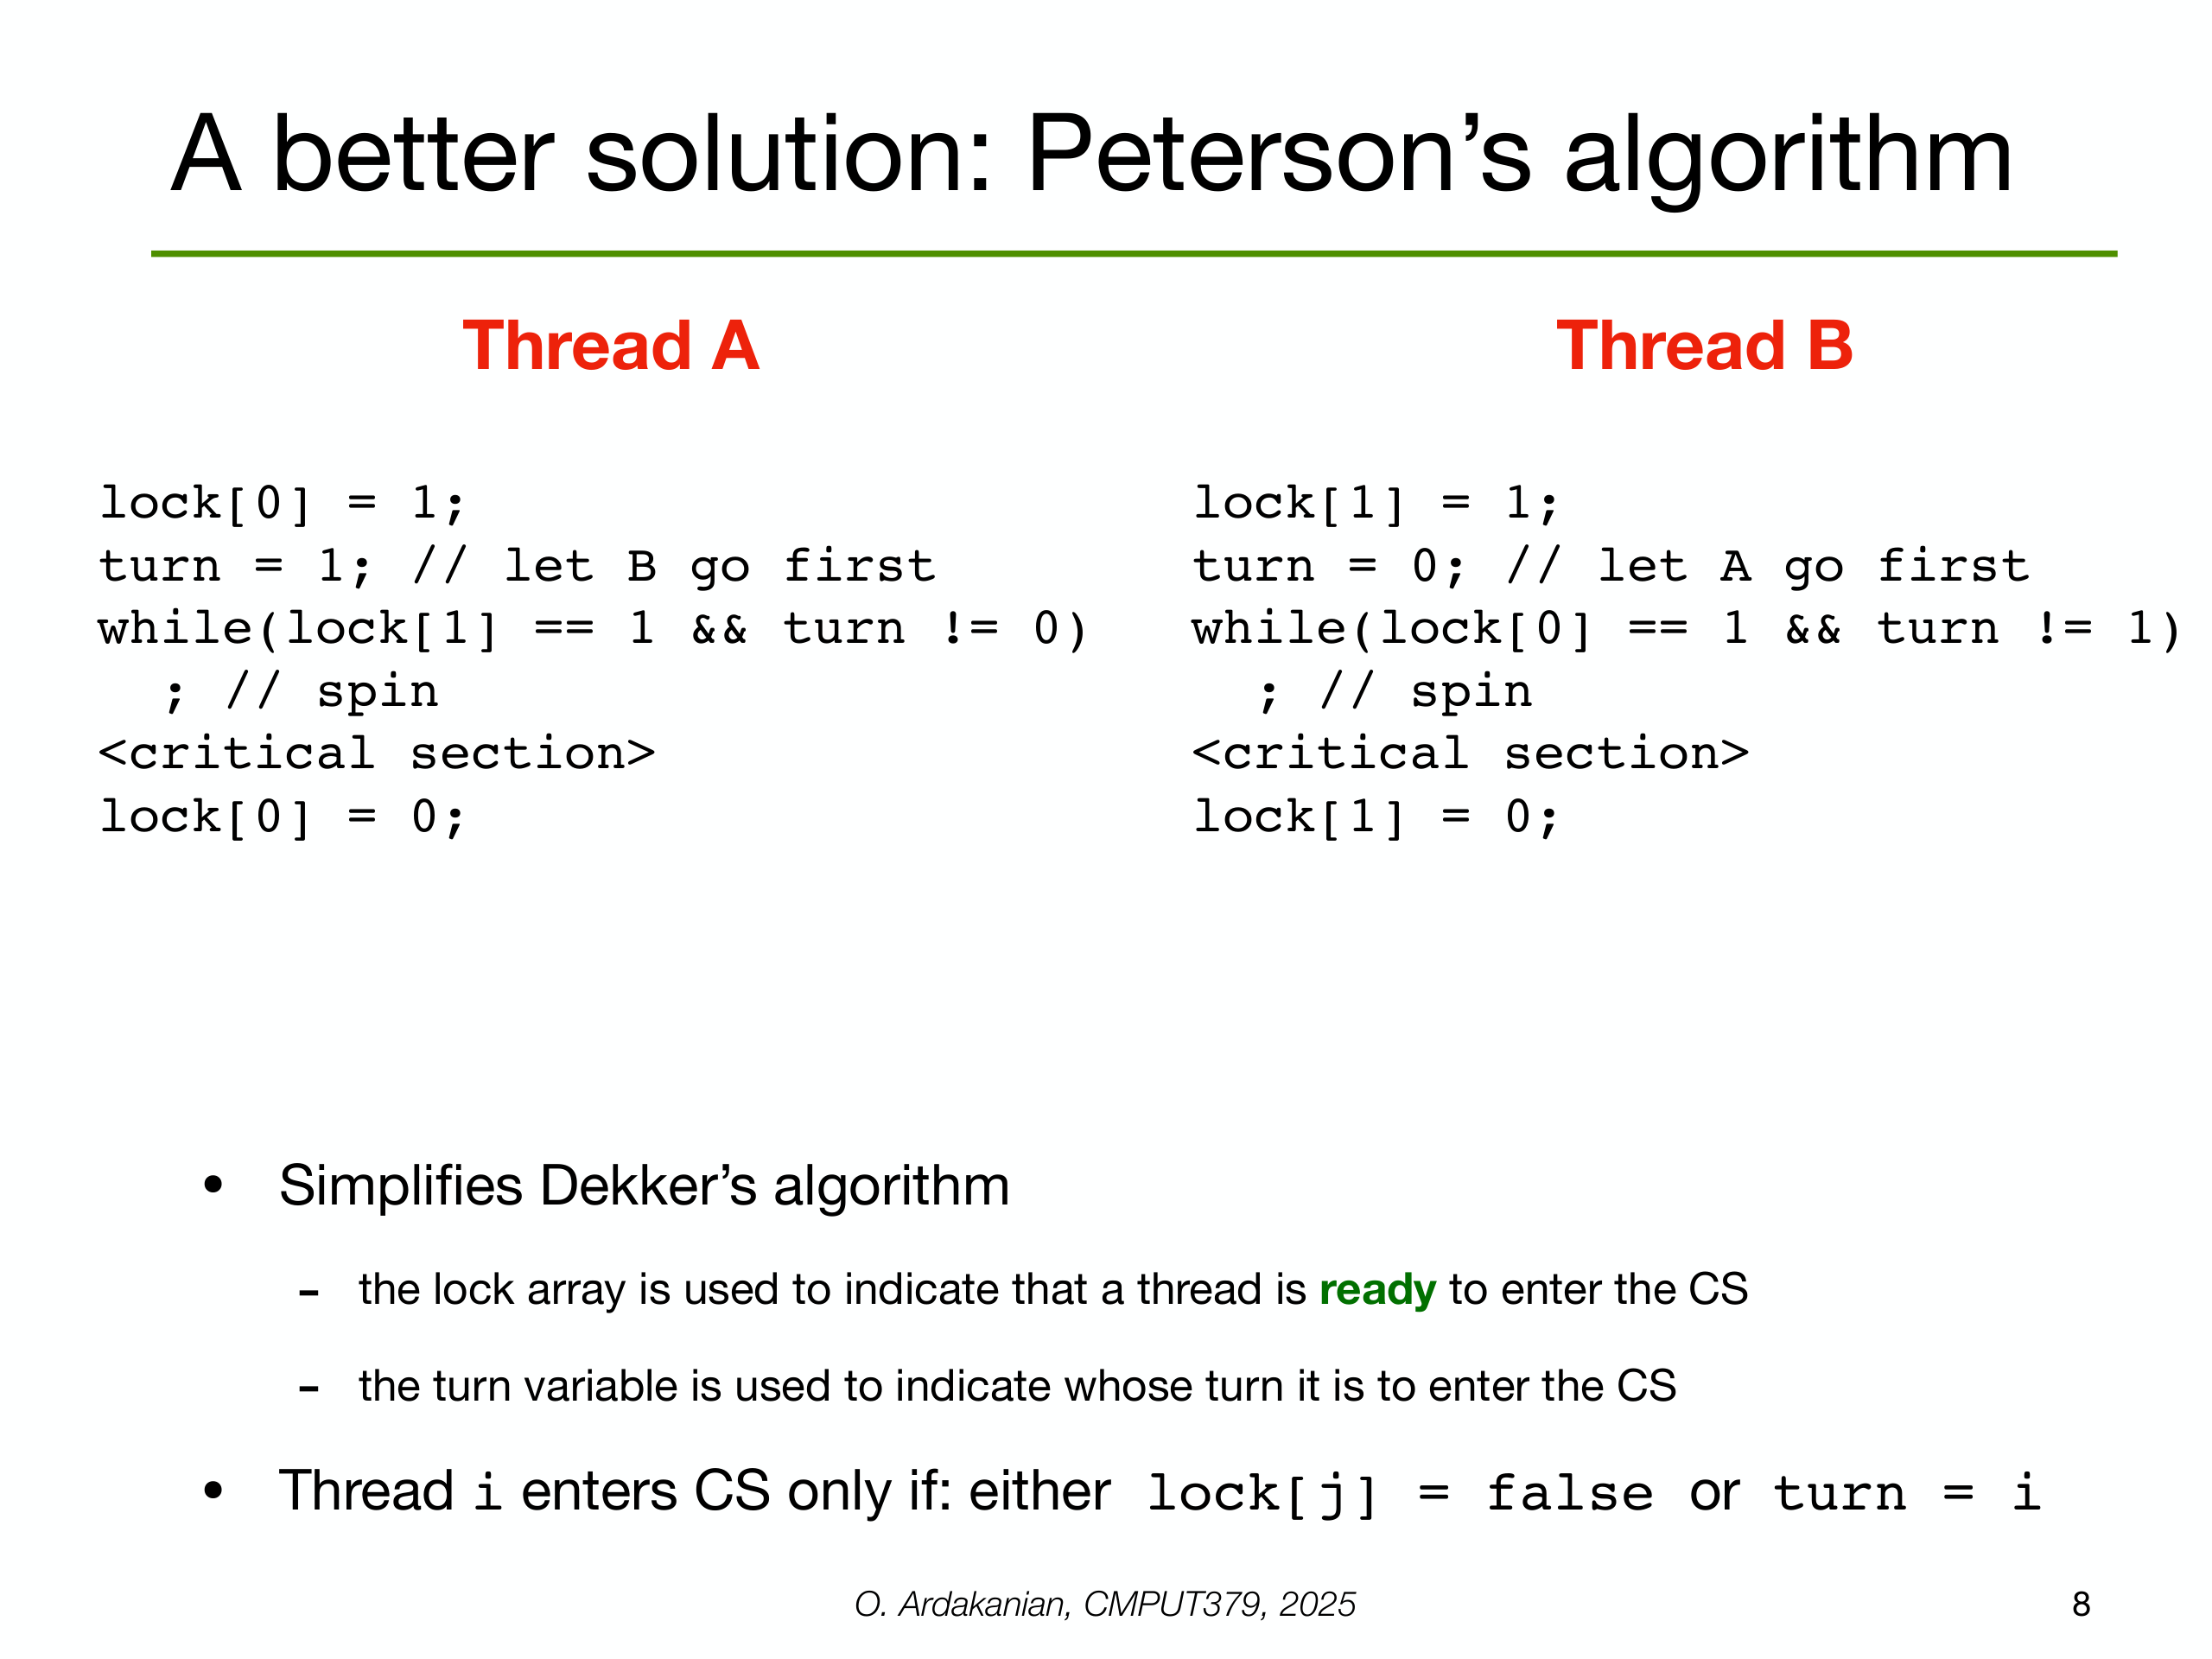 A better solution: Peterson’s algorithm
Thread A
lock[0] = 1;
turn = 1; // let B go first
while(lock[1] == 1 && turn != 0)
; // spin
<critical section>
lock[0] = 0;
Thread B
lock[1] = 1;
turn = 0; // let A go first
while(lock[0] == 1 && turn != 1)
; // spin
<critical section>
lock[1] = 0;
• Simplifies Dekker’s algorithm
- the lock array is used to indicate that a thread is ready to enter the CS
- the turn variable is used to indicate whose turn it is to enter the CS
• Thread i enters CS only if: either lock[j] = false or turn = i
O. Ardakanian, CMPUT379, 2025
8